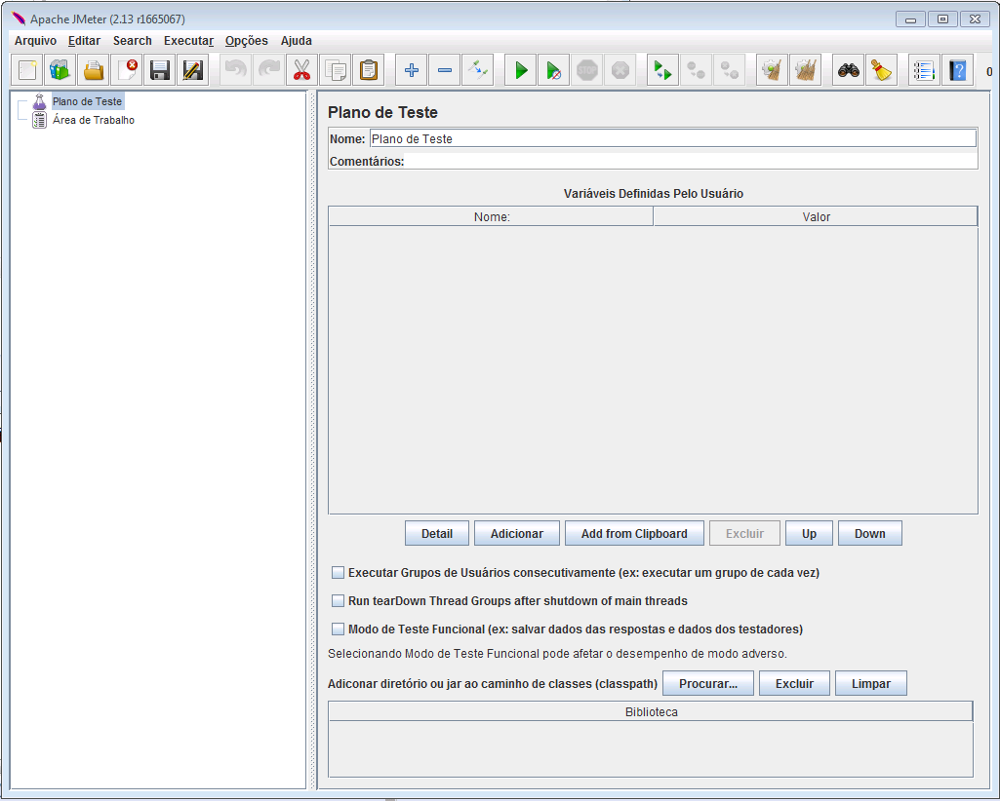 Apache JMeter (2.13 r1665067)
Arquivo Editar Search Executar Opções Ajuda
STOP
0
Plano de Teste
Área de Trabalho
Plano de Teste
Nome: Plano de Teste
Comentários:
Variáveis Definidas Pelo Usuário
Nome: Valor
Detail Adicionar Add from Clipboard Excluir Up Down
Executar Grupos de Usuários consecutivamente (ex: executar um grupo de cada vez)
Run tearDown Thread Groups after shutdown of main threads
Modo de Teste Funcional (ex: salvar dados das respostas e dados dos testadores)
Selecionando Modo de Teste Funcional pode afetar o desempenho de modo adverso.
Adiconar diretório ou jar ao caminho de classes (classpath) Procurar... Excluir Limpar
Biblioteca